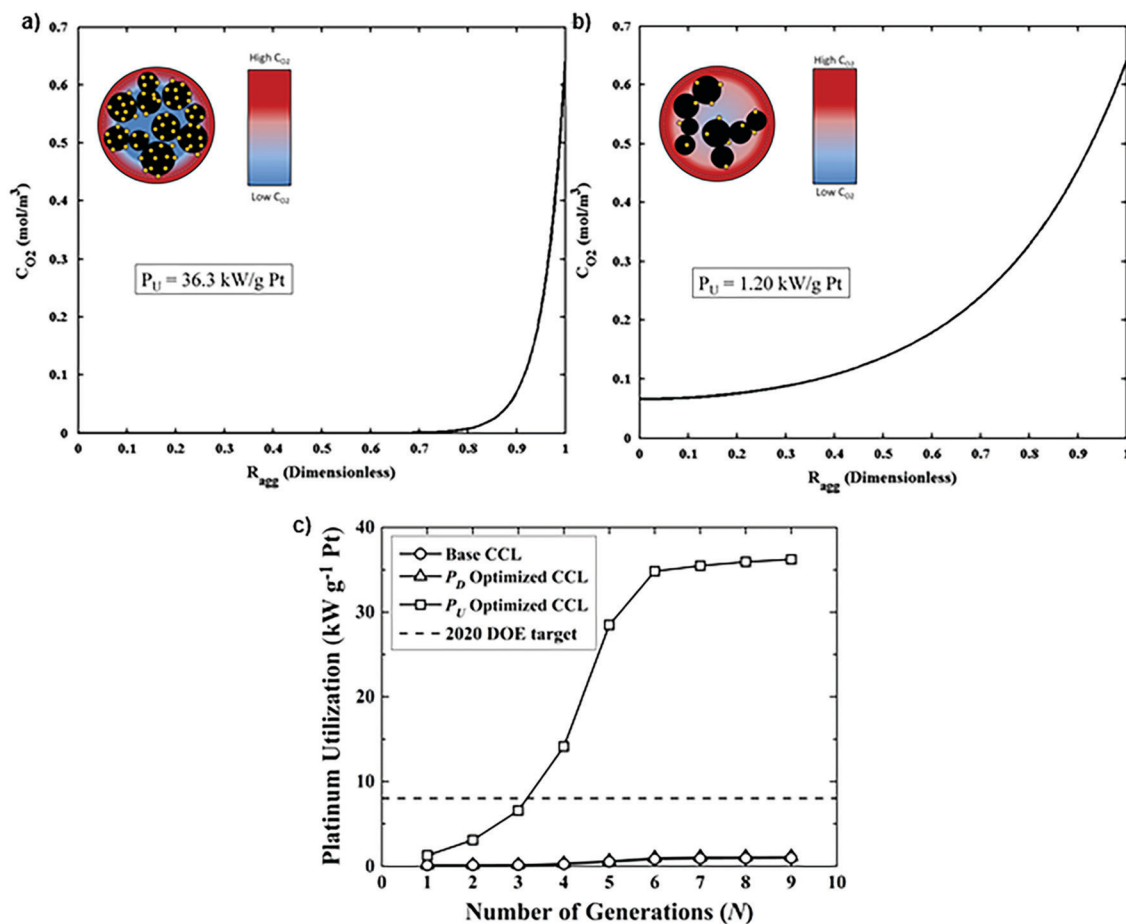 a)
0.7
0.6
0.5
0.4
0.3
0.2
0.1
0
C_O2 (mol/m³)
High C_O2
Low C_O2
P_U = 36.3 kW/g Pt
0 0.1 0.2 0.3 0.4 0.5 0.6 0.7 0.8 0.9 1
R_agg (Dimensionless)
b)
0.7
0.6
0.5
0.4
0.3
0.2
0.1
0
C_O2 (mol/m³)
High C_O2
Low C_O2
P_U = 1.20 kW/g Pt
0 0.1 0.2 0.3 0.4 0.5 0.6 0.7 0.8 0.9 1
R_agg (Dimensionless)
c)
40
30
20
10
0
Platinum Utilization (kW g⁻¹ Pt)
Base CCL
P_D Optimized CCL
P_U Optimized CCL
2020 DOE target
0 1 2 3 4 5 6 7 8 9 10
Number of Generations (N)